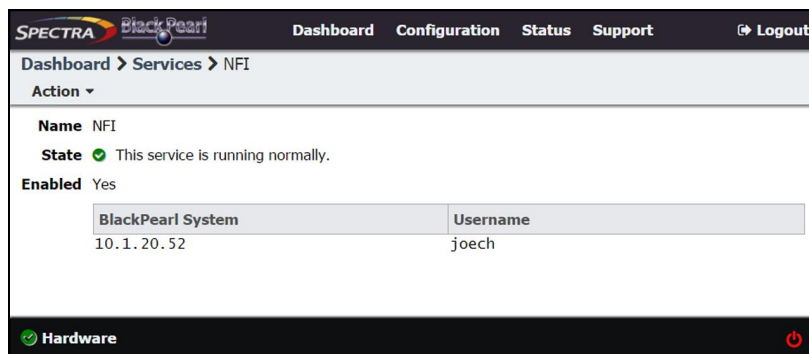 SPECTRA BlackPearl Dashboard Configuration Status Support Logout
Dashboard > Services > NFI
Action
Name NFI
State This service is running normally.
Enabled Yes
BlackPearl System Username
10.1.20.52 joech
Hardware